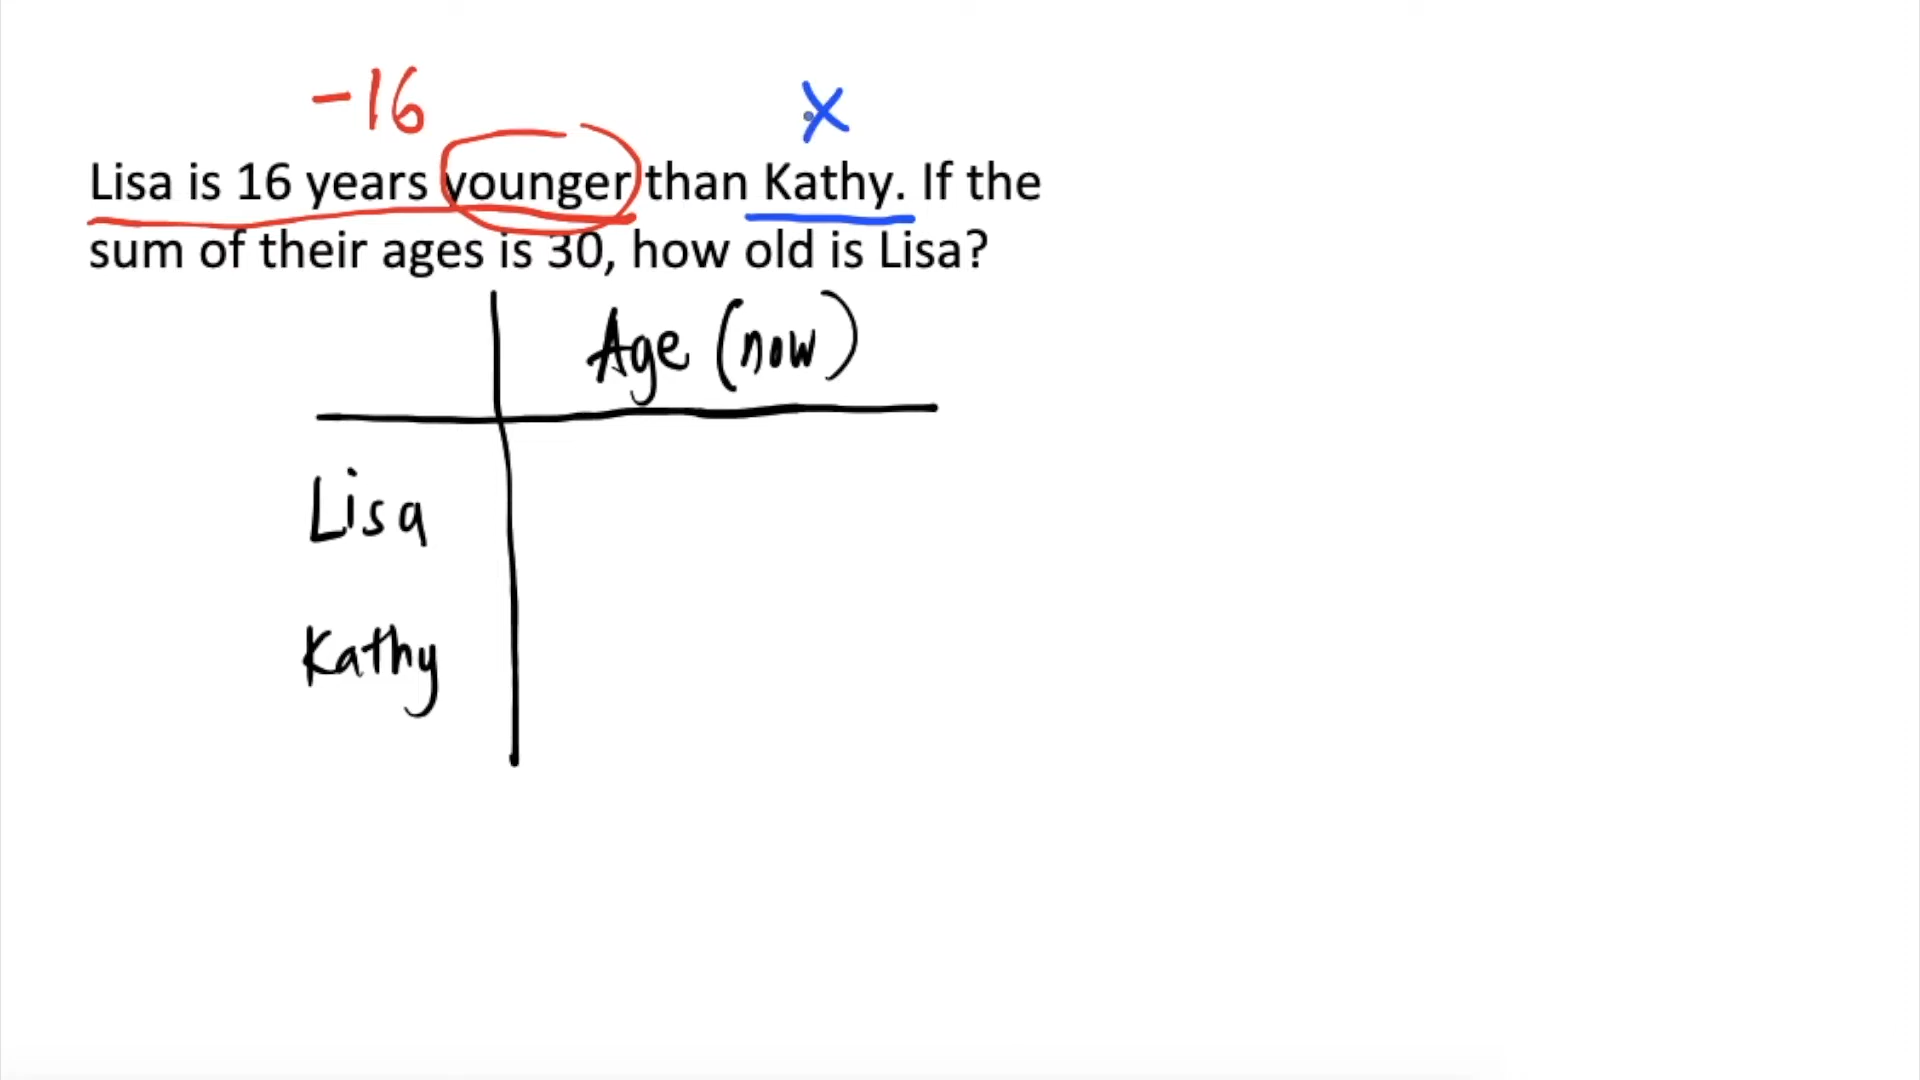 -16 x
Lisa is 16 years younger than Kathy. If the
sum of their ages is 30, how old is Lisa?
Age (now)
Lisa
Kathy